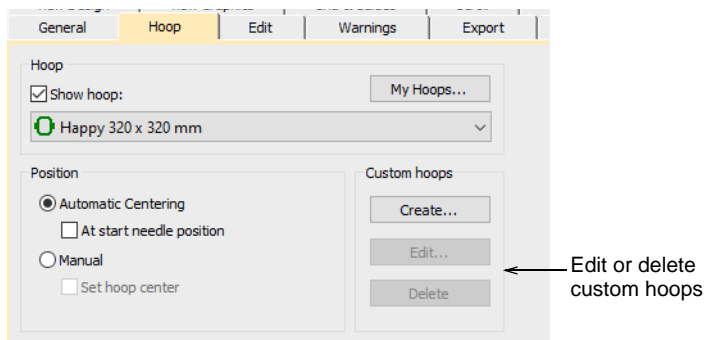 General Hoop Edit Warnings Export
Hoop
Show hoop:
My Hoops...
Happy 320 x 320 mm
Position
Automatic Centering
At start needle position
Manual
Set hoop center
Custom hoops
Create...
Edit...
Delete
Edit or delete
custom hoops